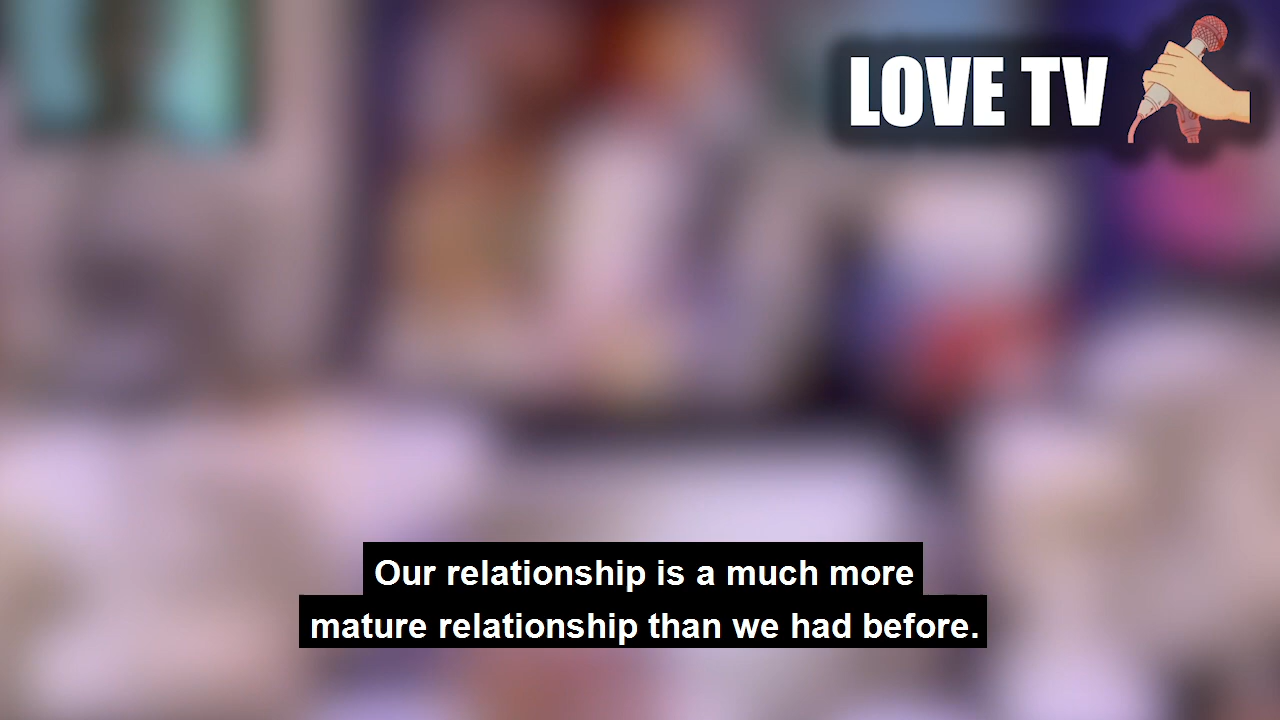 LOVE TV
Our relationship is a much more
mature relationship than we had before.